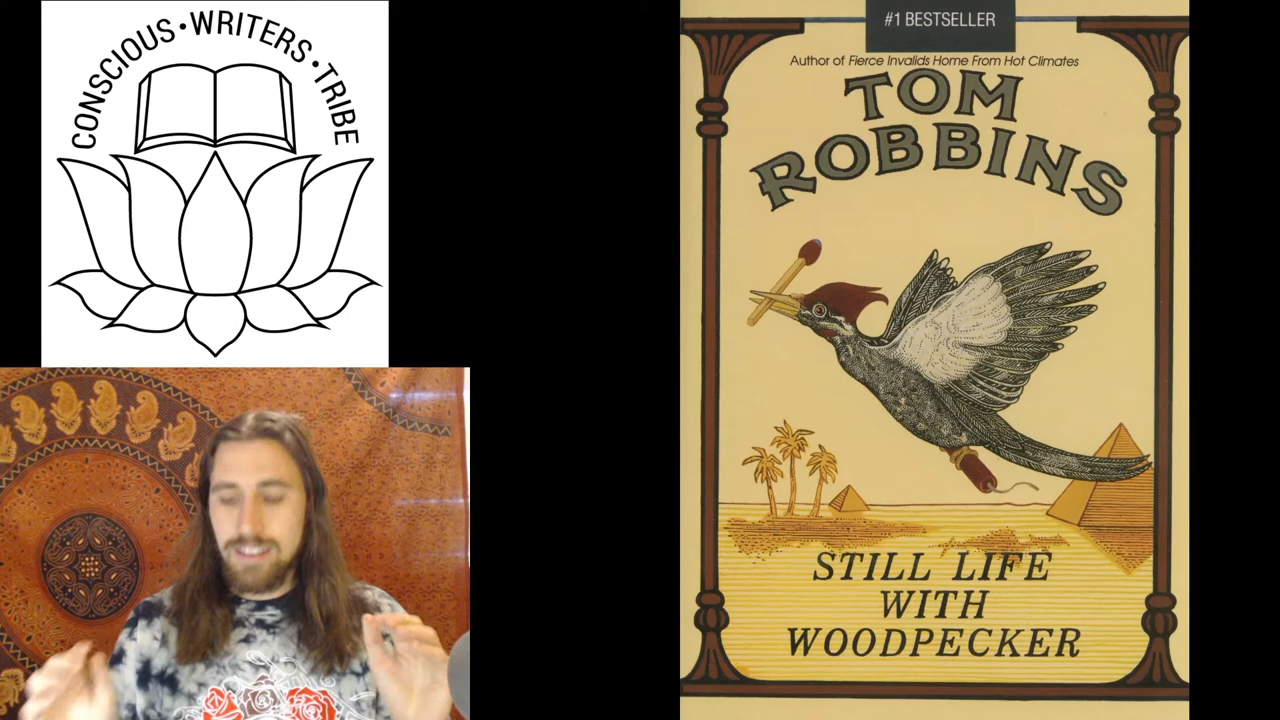 CONSCIOUS • WRITERS • TRIBE
#1 BESTSELLER
Author of Fierce Invalids Home From Hot Climates
TOM
ROBBINS
STILL LIFE
WITH
WOODPECKER